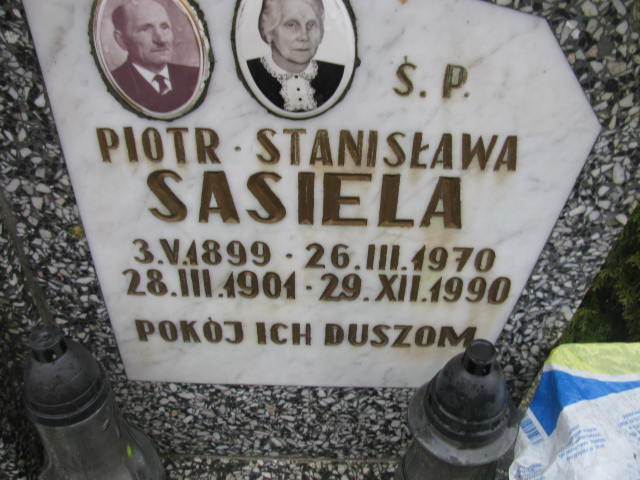 Ś. P.
PIOTR · STANISŁAWA
SASIELA
3.V.1899 · 26.III.1970
28.III.1901 · 29.XII.1990
POKÓJ ICH DUSZOM